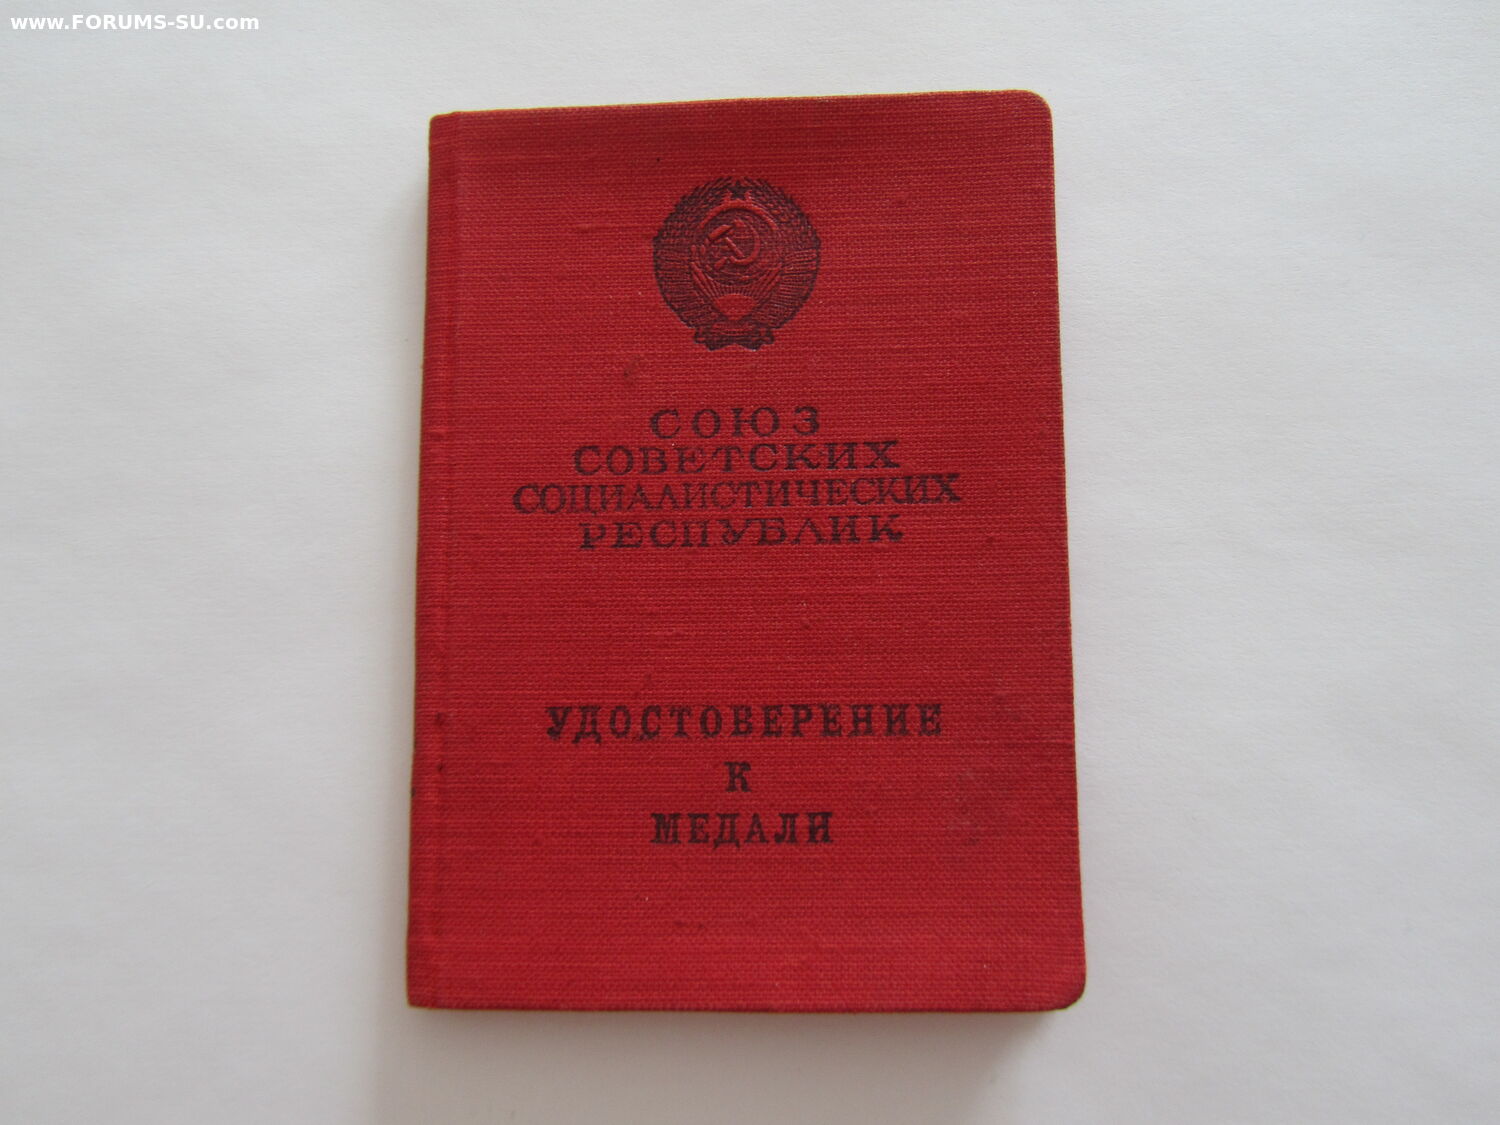 www.FORUMS-SU.com
СОЮЗ
СОВЕТСКИХ
СОЦИАЛИСТИЧЕСКИХ
РЕСПУБЛИК
УДОСТОВЕРЕНИЕ
К
МЕДАЛИ